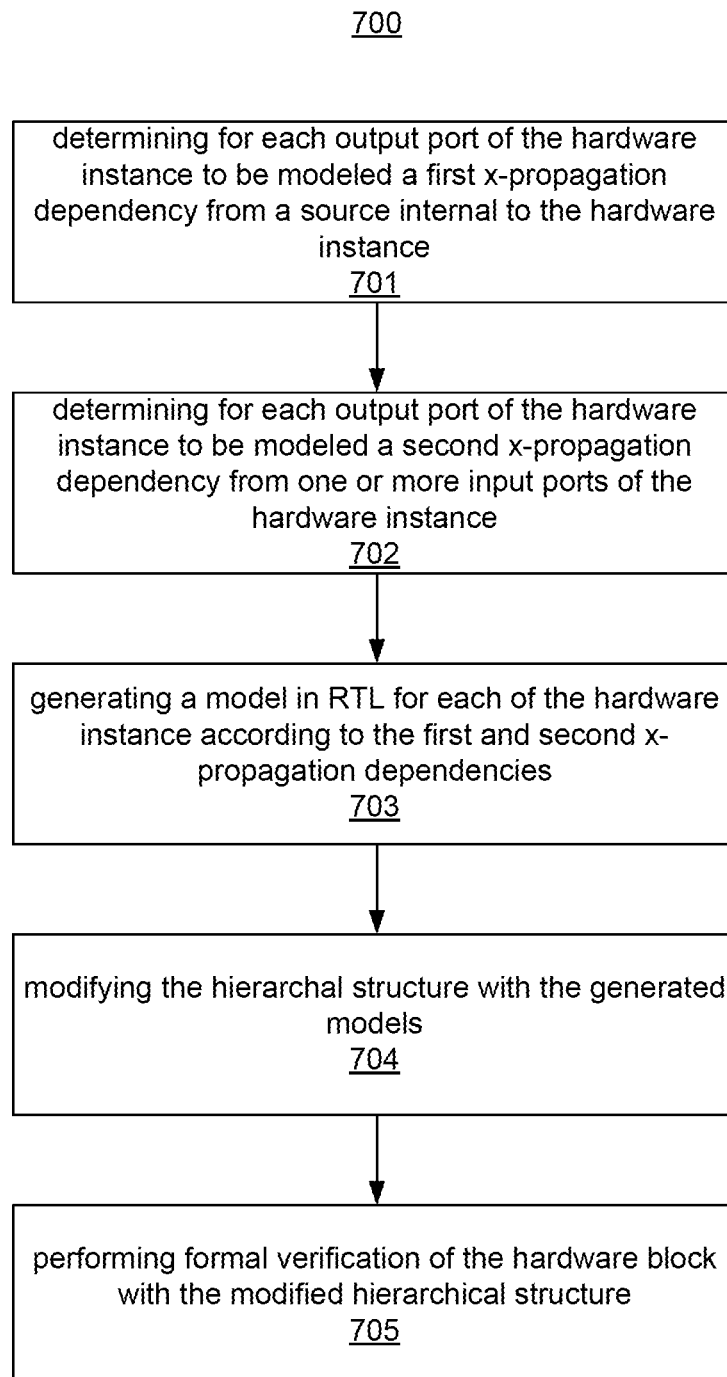 700
determining for each output port of the hardware
instance to be modeled a first x-propagation
dependency from a source internal to the hardware
instance
701
determining for each output port of the hardware
instance to be modeled a second x-propagation
dependency from one or more input ports of the
hardware instance
702
generating a model in RTL for each of the hardware
instance according to the first and second x-
propagation dependencies
703
modifying the hierarchal structure with the generated
models
704
performing formal verification of the hardware block
with the modified hierarchical structure
705